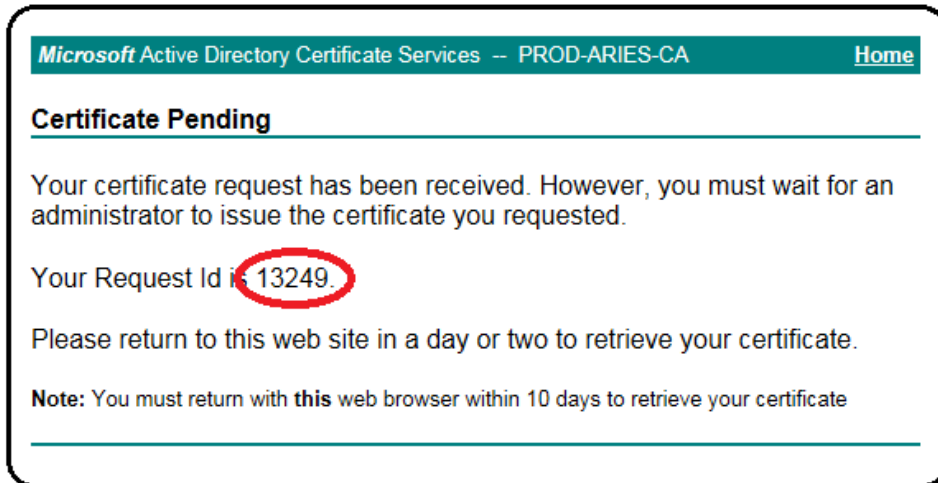 Microsoft Active Directory Certificate Services -- PROD-ARIES-CA Home
Certificate Pending
Your certificate request has been received. However, you must wait for an
administrator to issue the certificate you requested.
Your Request Id is 13249.
Please return to this web site in a day or two to retrieve your certificate.
Note: You must return with this web browser within 10 days to retrieve your certificate